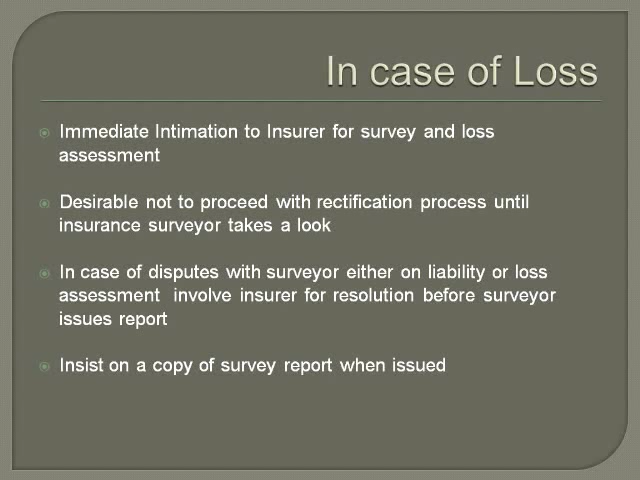 In case of Loss
Immediate Intimation to Insurer for survey and loss
assessment
Desirable not to proceed with rectification process until
insurance surveyor takes a look
In case of disputes with surveyor either on liability or loss
assessment involve insurer for resolution before surveyor
issues report
Insist on a copy of survey report when issued